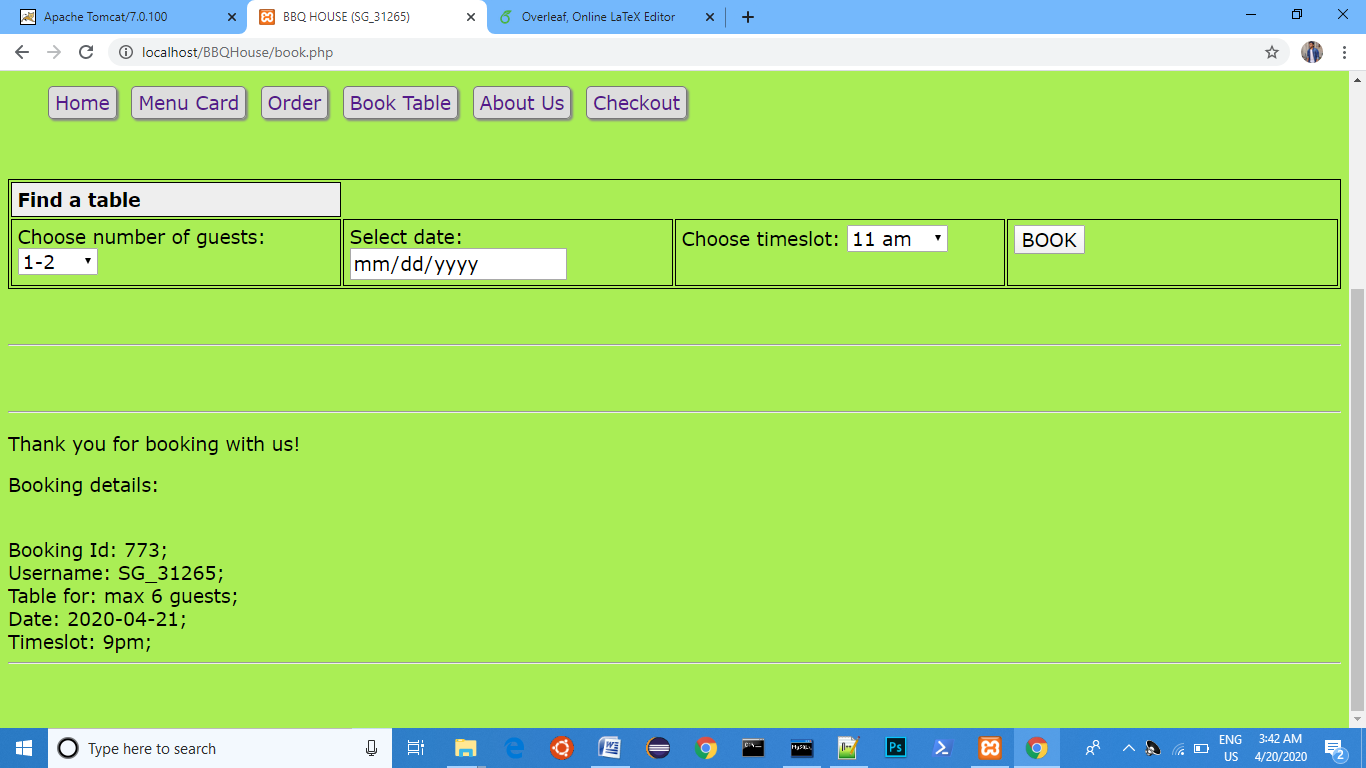 Apache Tomcat/7.0.100
BBQ HOUSE (SG_31265)
Overleaf, Online LaTeX Editor
localhost/BBQHouse/book.php
Home Menu Card Order Book Table About Us Checkout
Find a table
Choose number of guests:
1-2
Select date:
mm/dd/yyyy
Choose timeslot: 11 am
BOOK
Thank you for booking with us!
Booking details:
Booking Id: 773;
Username: SG_31265;
Table for: max 6 guests;
Date: 2020-04-21;
Timeslot: 9pm;
Type here to search
ENG
US
3:42 AM
4/20/2020
2